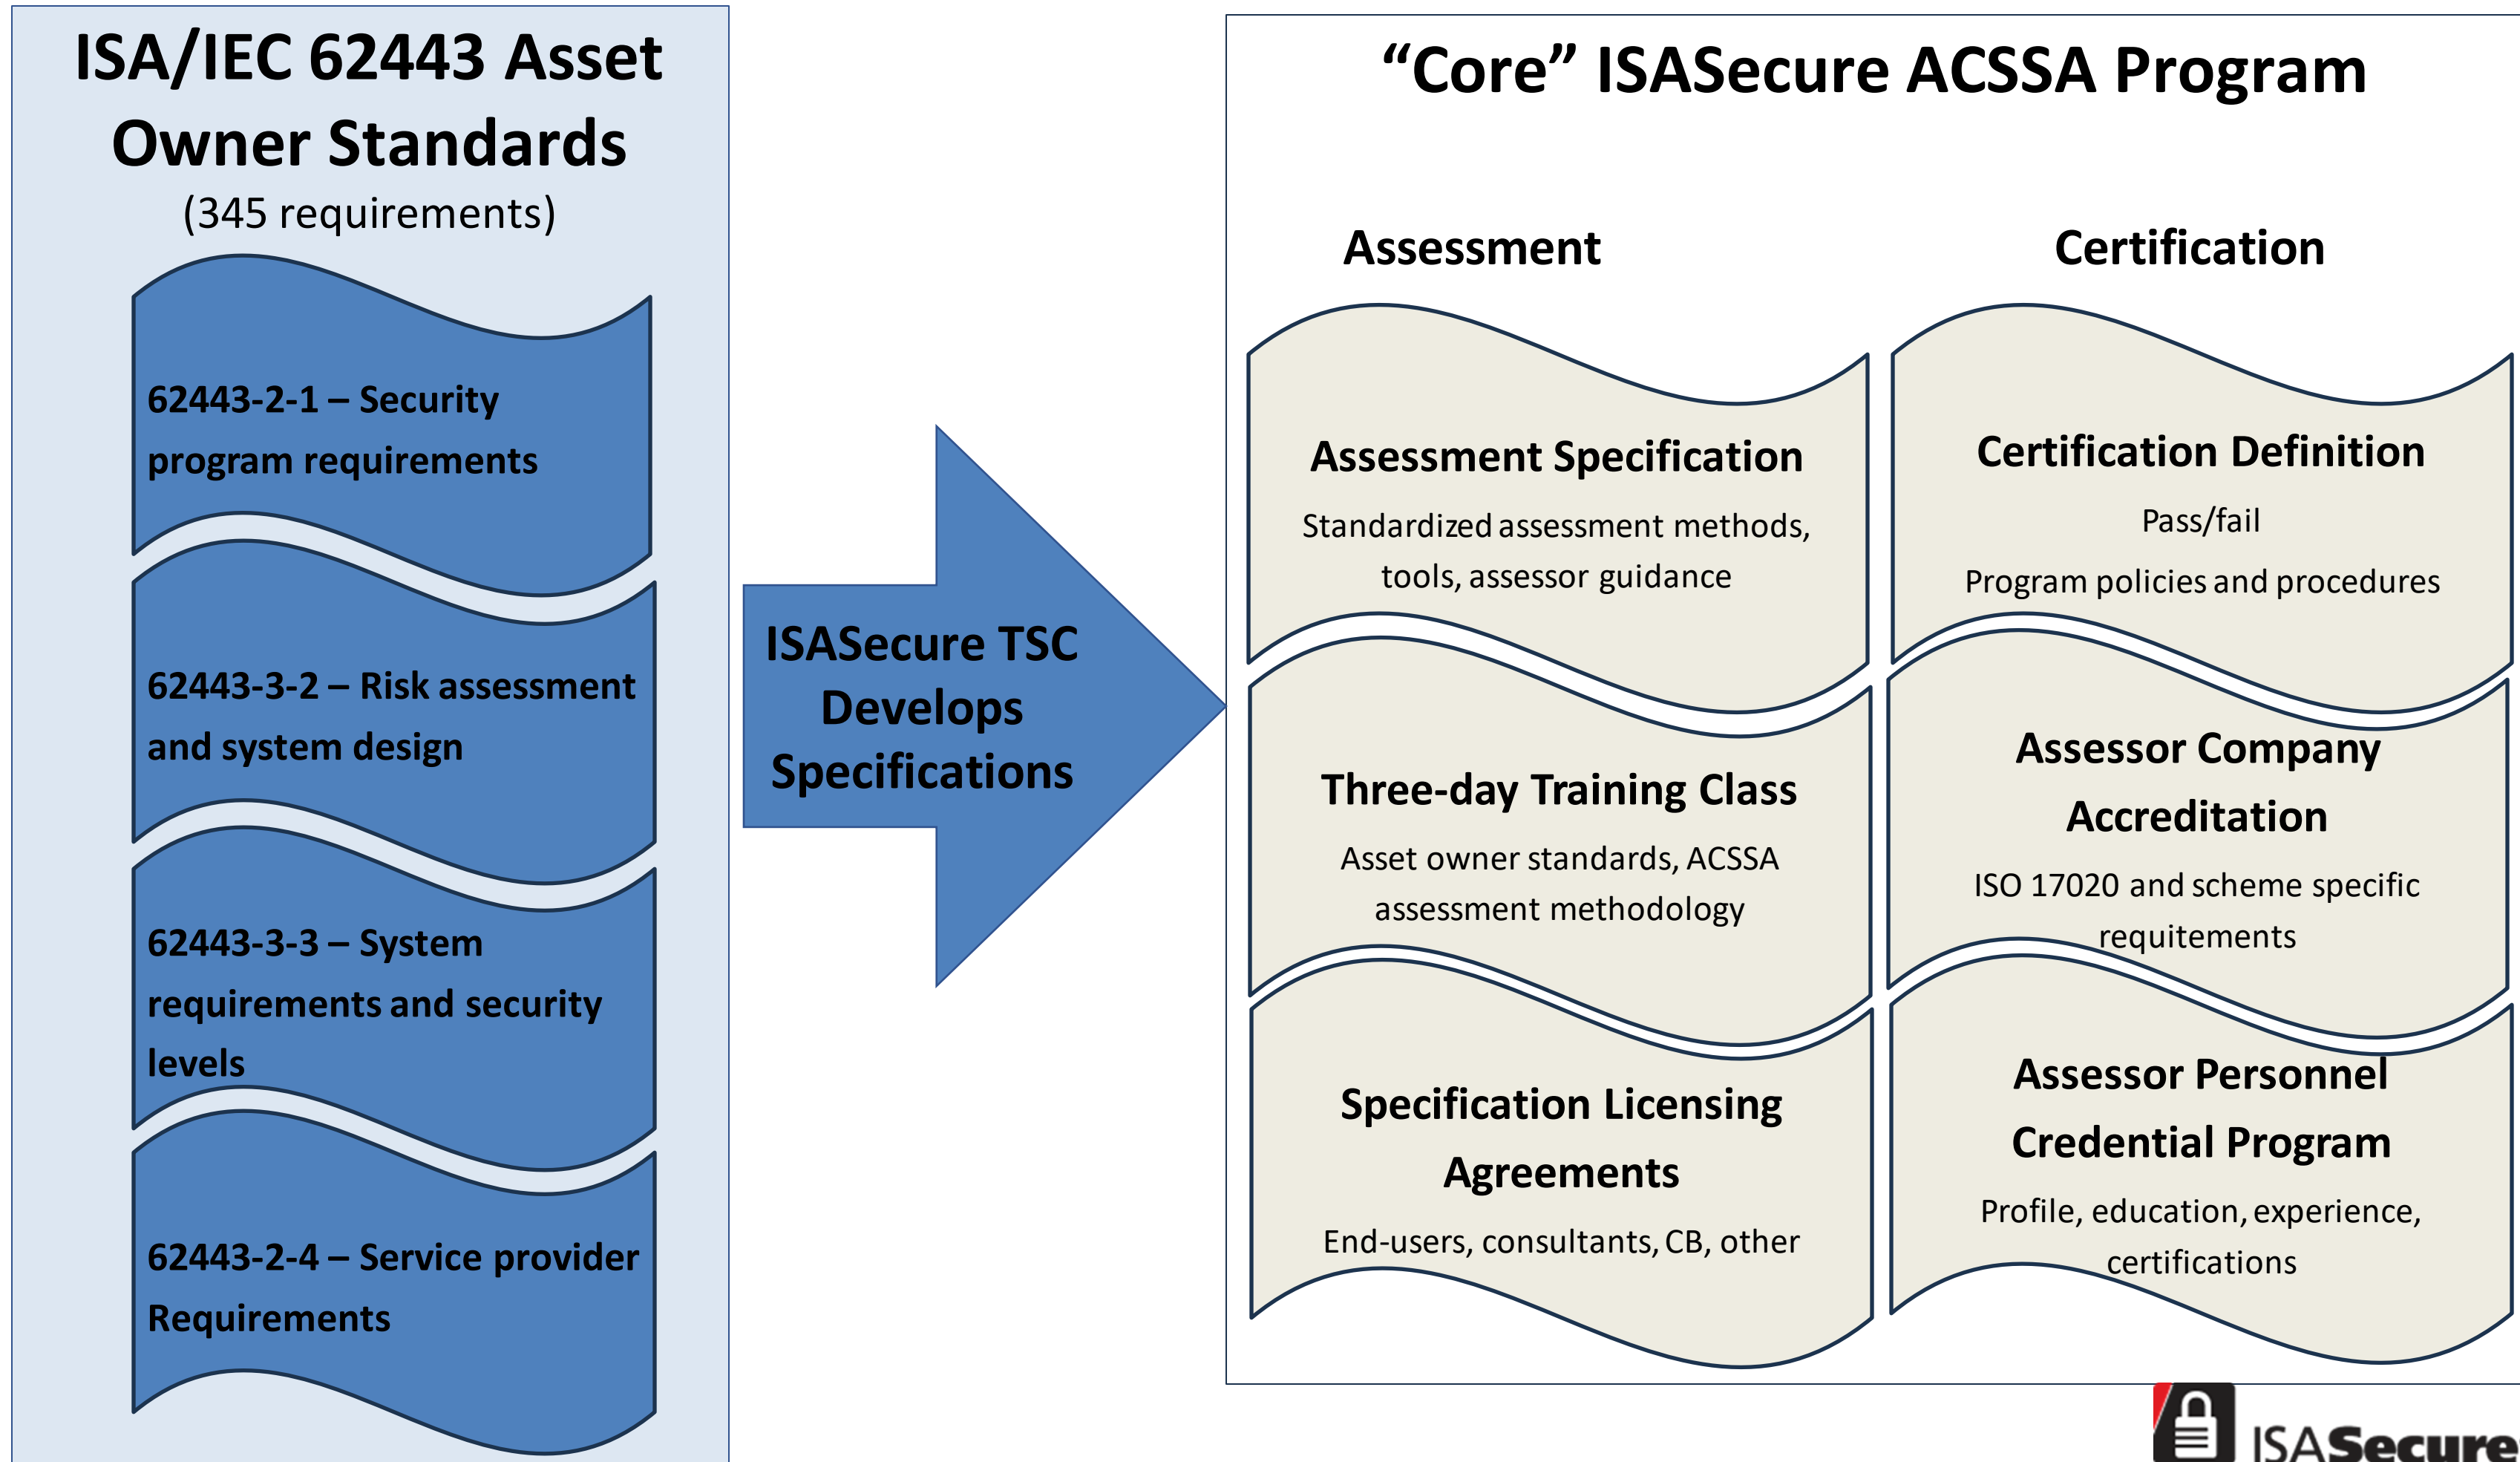 ISA/IEC 62443 Asset
Owner Standards
(345 requirements)
62443-2-1 – Security
program requirements
62443-3-2 – Risk assessment
and system design
62443-3-3 – System
requirements and security
levels
62443-2-4 – Service provider
Requirements
ISASecure TSC
Develops
Specifications
“Core” ISASecure ACSSA Program
Assessment
Assessment Specification
Standardized assessment methods,
tools, assessor guidance
Three-day Training Class
Asset owner standards, ACSSA
assessment methodology
Specification Licensing
Agreements
End-users, consultants, CB, other
Certification
Certification Definition
Pass/fail
Program policies and procedures
Assessor Company
Accreditation
ISO 17020 and scheme specific
requitements
Assessor Personnel
Credential Program
Profile, education, experience,
certifications
ISASecure